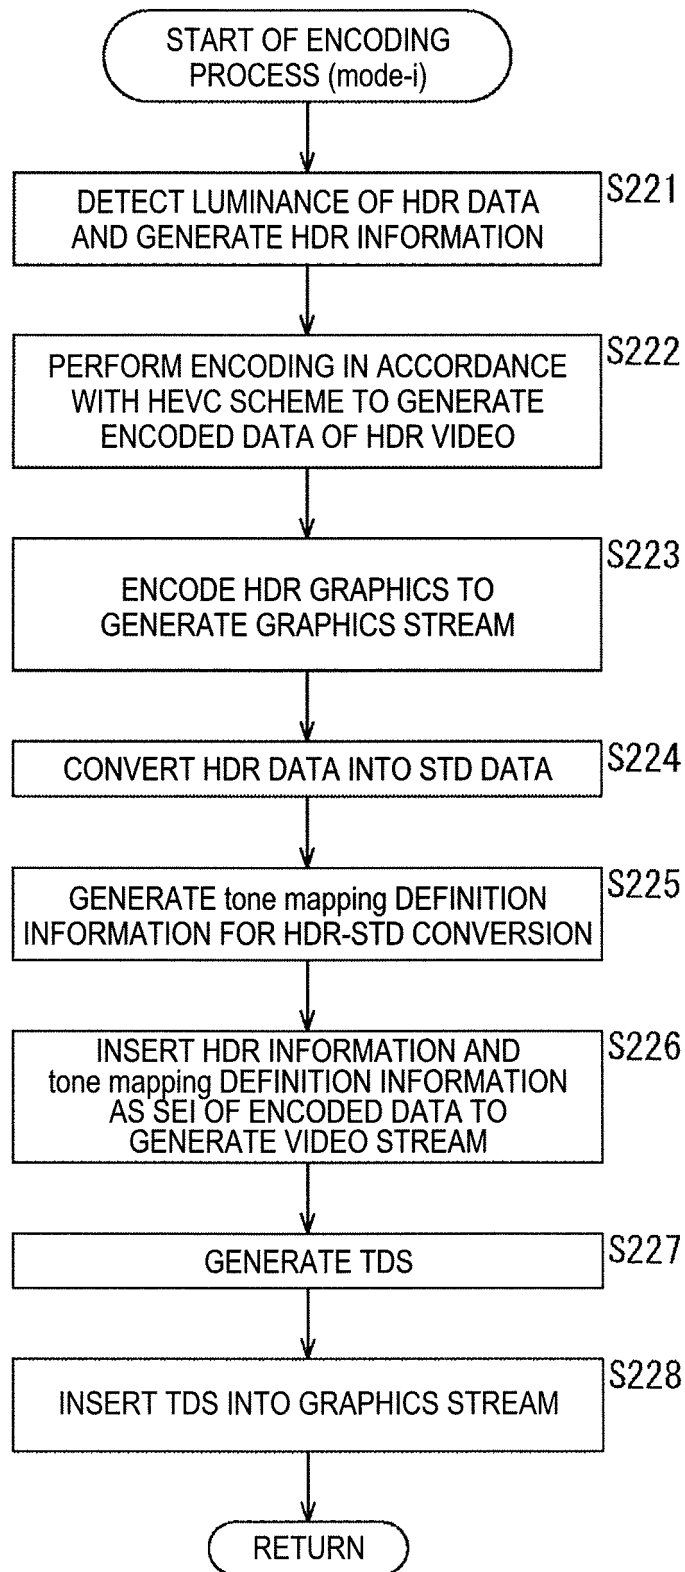 START OF ENCODING
PROCESS (mode-i)
S221
DETECT LUMINANCE OF HDR DATA
AND GENERATE HDR INFORMATION
S222
PERFORM ENCODING IN ACCORDANCE
WITH HEVC SCHEME TO GENERATE
ENCODED DATA OF HDR VIDEO
S223
ENCODE HDR GRAPHICS TO
GENERATE GRAPHICS STREAM
S224
CONVERT HDR DATA INTO STD DATA
S225
GENERATE tone mapping DEFINITION
INFORMATION FOR HDR-STD CONVERSION
S226
INSERT HDR INFORMATION AND
tone mapping DEFINITION INFORMATION
AS SEI OF ENCODED DATA TO
GENERATE VIDEO STREAM
S227
GENERATE TDS
S228
INSERT TDS INTO GRAPHICS STREAM
RETURN